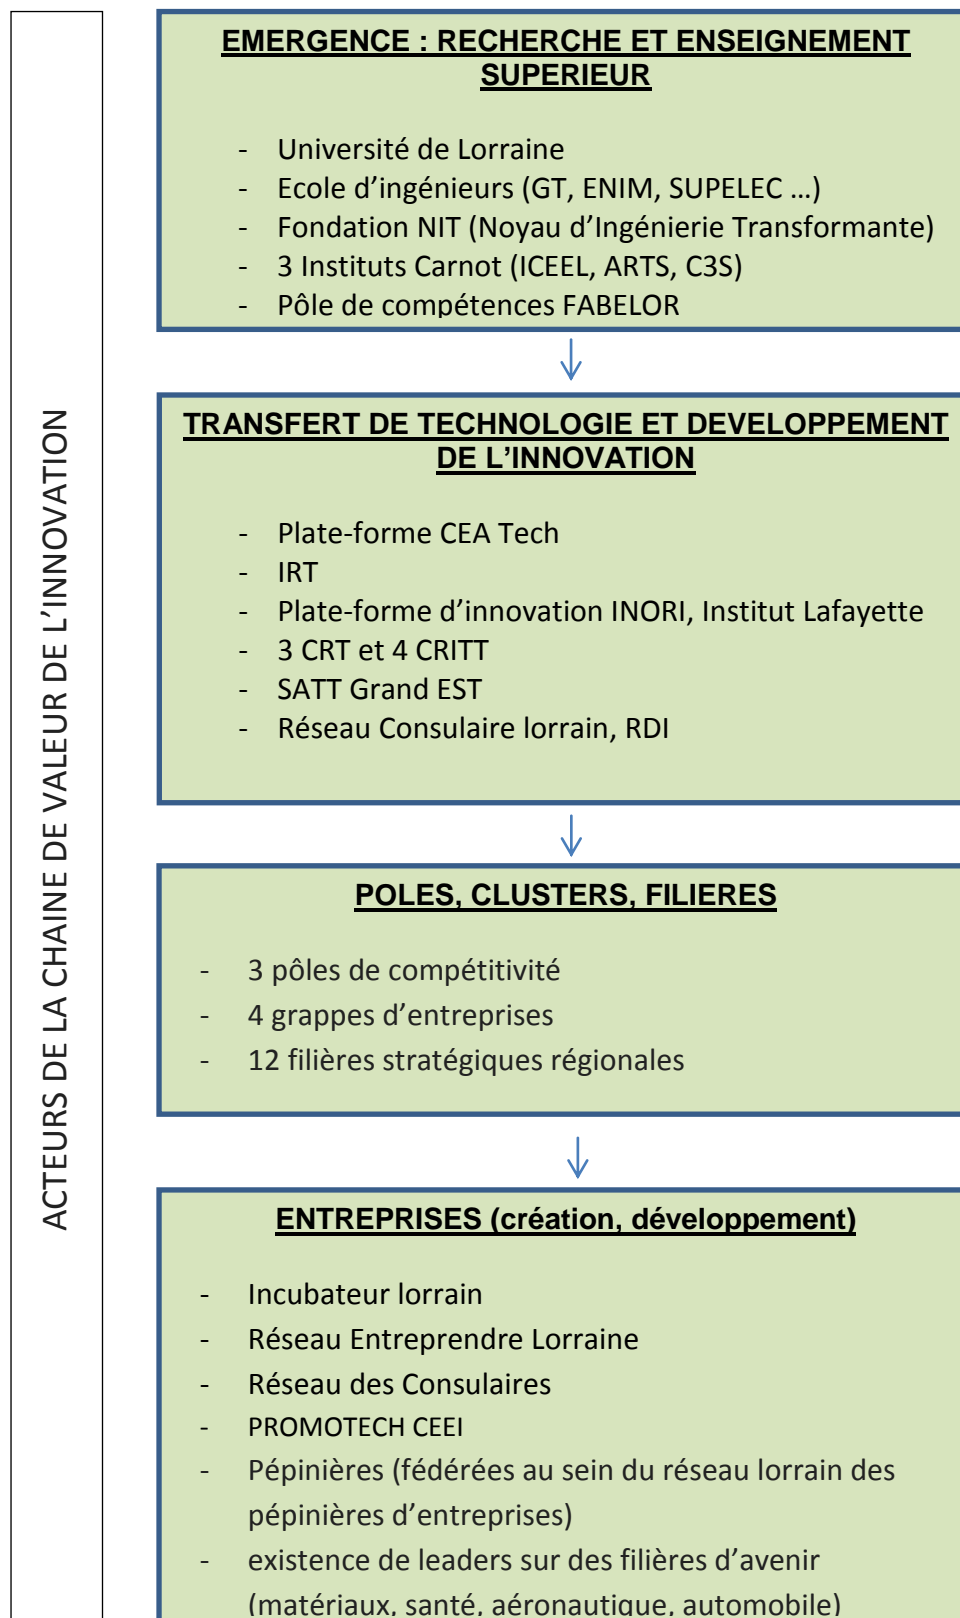 ACTEURS DE LA CHAINE DE VALEUR DE L'INNOVATION
EMERGENCE : RECHERCHE ET ENSEIGNEMENT
SUPERIEUR
- Université de Lorraine
- Ecole d'ingénieurs (GT, ENIM, SUPELEC ...)
- Fondation NIT (Noyau d'Ingénierie Transformante)
- 3 Instituts Carnot (ICEEL, ARTS, C3S)
- Pôle de compétences FABELOR
TRANSFERT DE TECHNOLOGIE ET DEVELOPPEMENT
DE L'INNOVATION
- Plate-forme CEA Tech
- IRT
- Plate-forme d'innovation INORI, Institut Lafayette
- 3 CRT et 4 CRITT
- SATT Grand EST
- Réseau Consulaire lorrain, RDI
POLES, CLUSTERS, FILIERES
- 3 pôles de compétitivité
- 4 grappes d'entreprises
- 12 filières stratégiques régionales
ENTREPRISES (création, développement)
- Incubateur lorrain
- Réseau Entreprendre Lorraine
- Réseau des Consulaires
- PROMOTECH CEEI
- Pépinières (fédérées au sein du réseau lorrain des
pépinières d'entreprises)
- existence de leaders sur des filières d'avenir
(matériaux, santé, aéronautique, automobile)